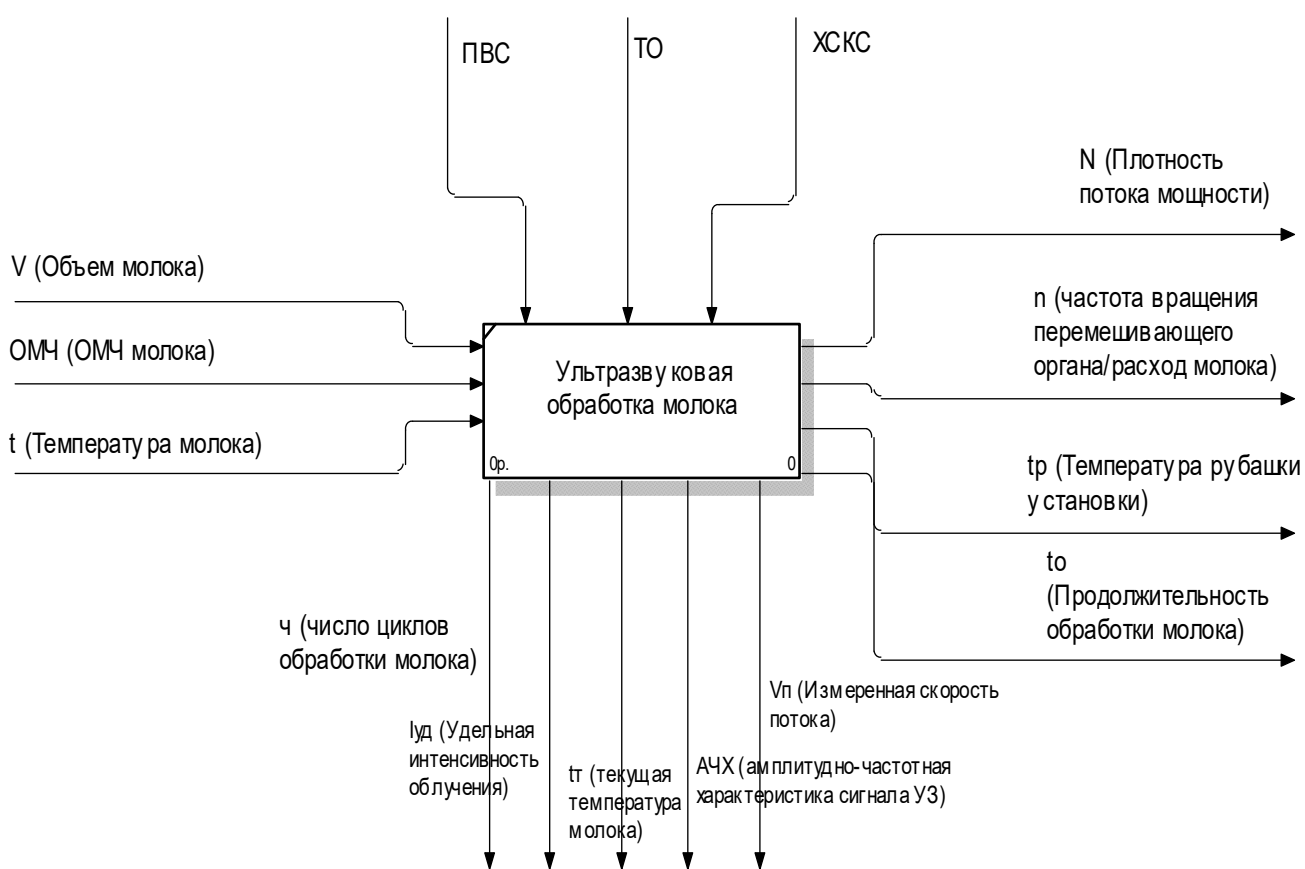 ПВС
ТО
ХСКС
N (Плотность
потока мощности)
V (Объем молока)
n (частота вращения
перемешивающего
органа/расход молока)
ОМЧ (ОМЧ молока)
Ультразвуковая
обработка молока
t (Температура молока)
0р.
0
tр (Температура рубашки
установки)
to
(Продолжительность
обработки молока)
ч (число циклов
обработки молока)
Vп (Измеренная скорость
потока)
Iуд (Удельная
интенсивность
облучения)
tт (текущая
температура
молока)
АЧХ (амплитудно-частотная
характеристика сигнала УЗ)